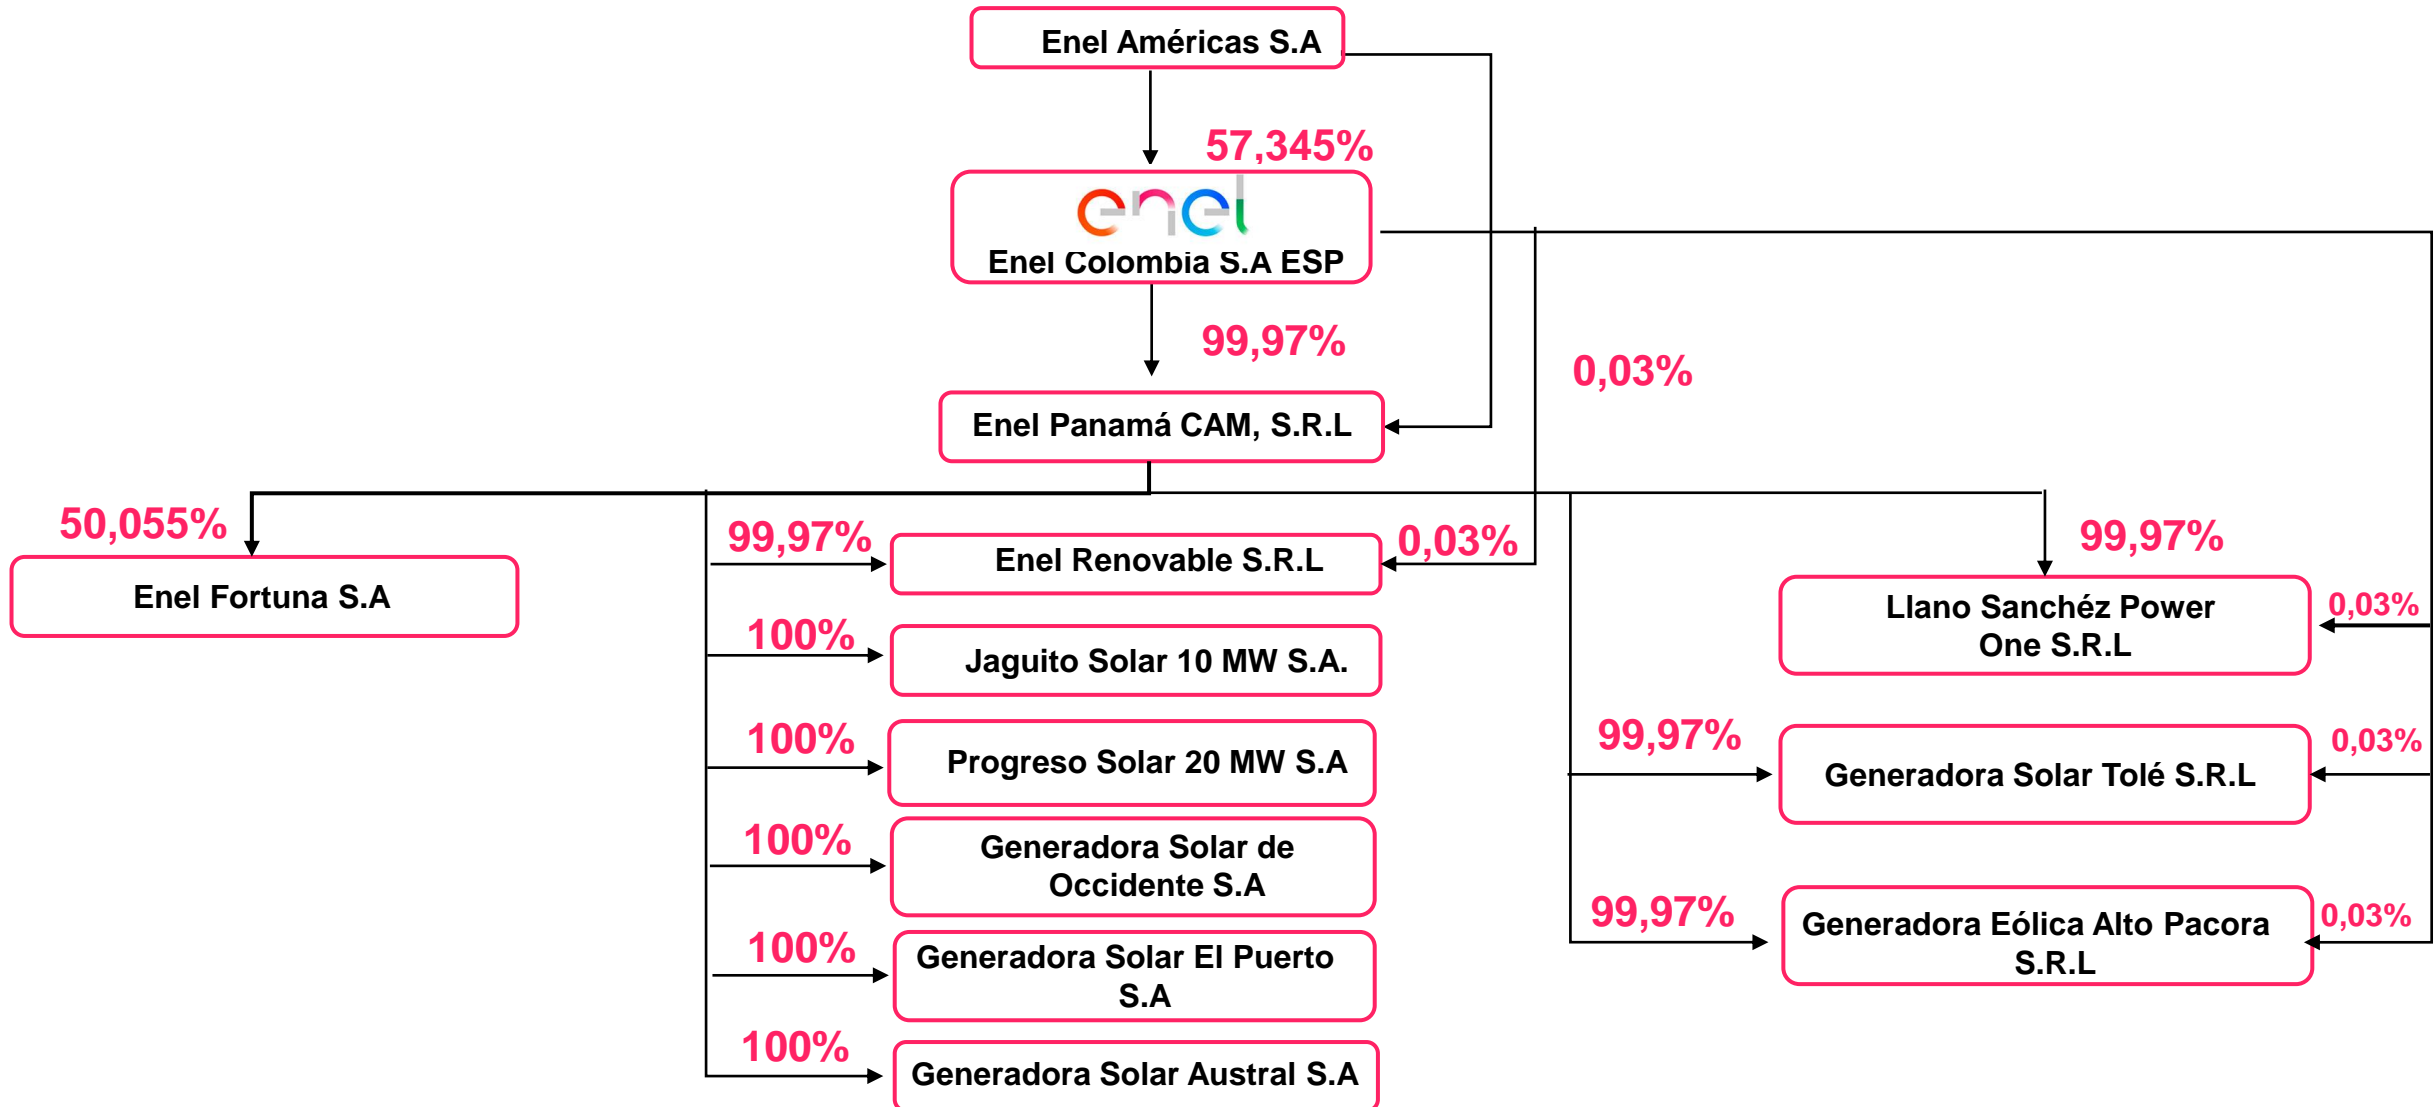 Enel Américas S.A
57,345%
enel
Enel Colombia S.A ESP
99,97%
0,03%
Enel Panamá CAM, S.R.L
50,055%
Enel Fortuna S.A
99,97%
Enel Renovable S.R.L
0,03%
100%
Jaguito Solar 10 MW S.A.
100%
Progreso Solar 20 MW S.A
100%
Generadora Solar de
Occidente S.A
100%
Generadora Solar El Puerto
S.A
100%
Generadora Solar Austral S.A
99,97%
Llano Sanchéz Power
One S.R.L
0,03%
99,97%
Generadora Solar Tolé S.R.L
0,03%
99,97%
Generadora Eólica Alto Pacora
S.R.L
0,03%